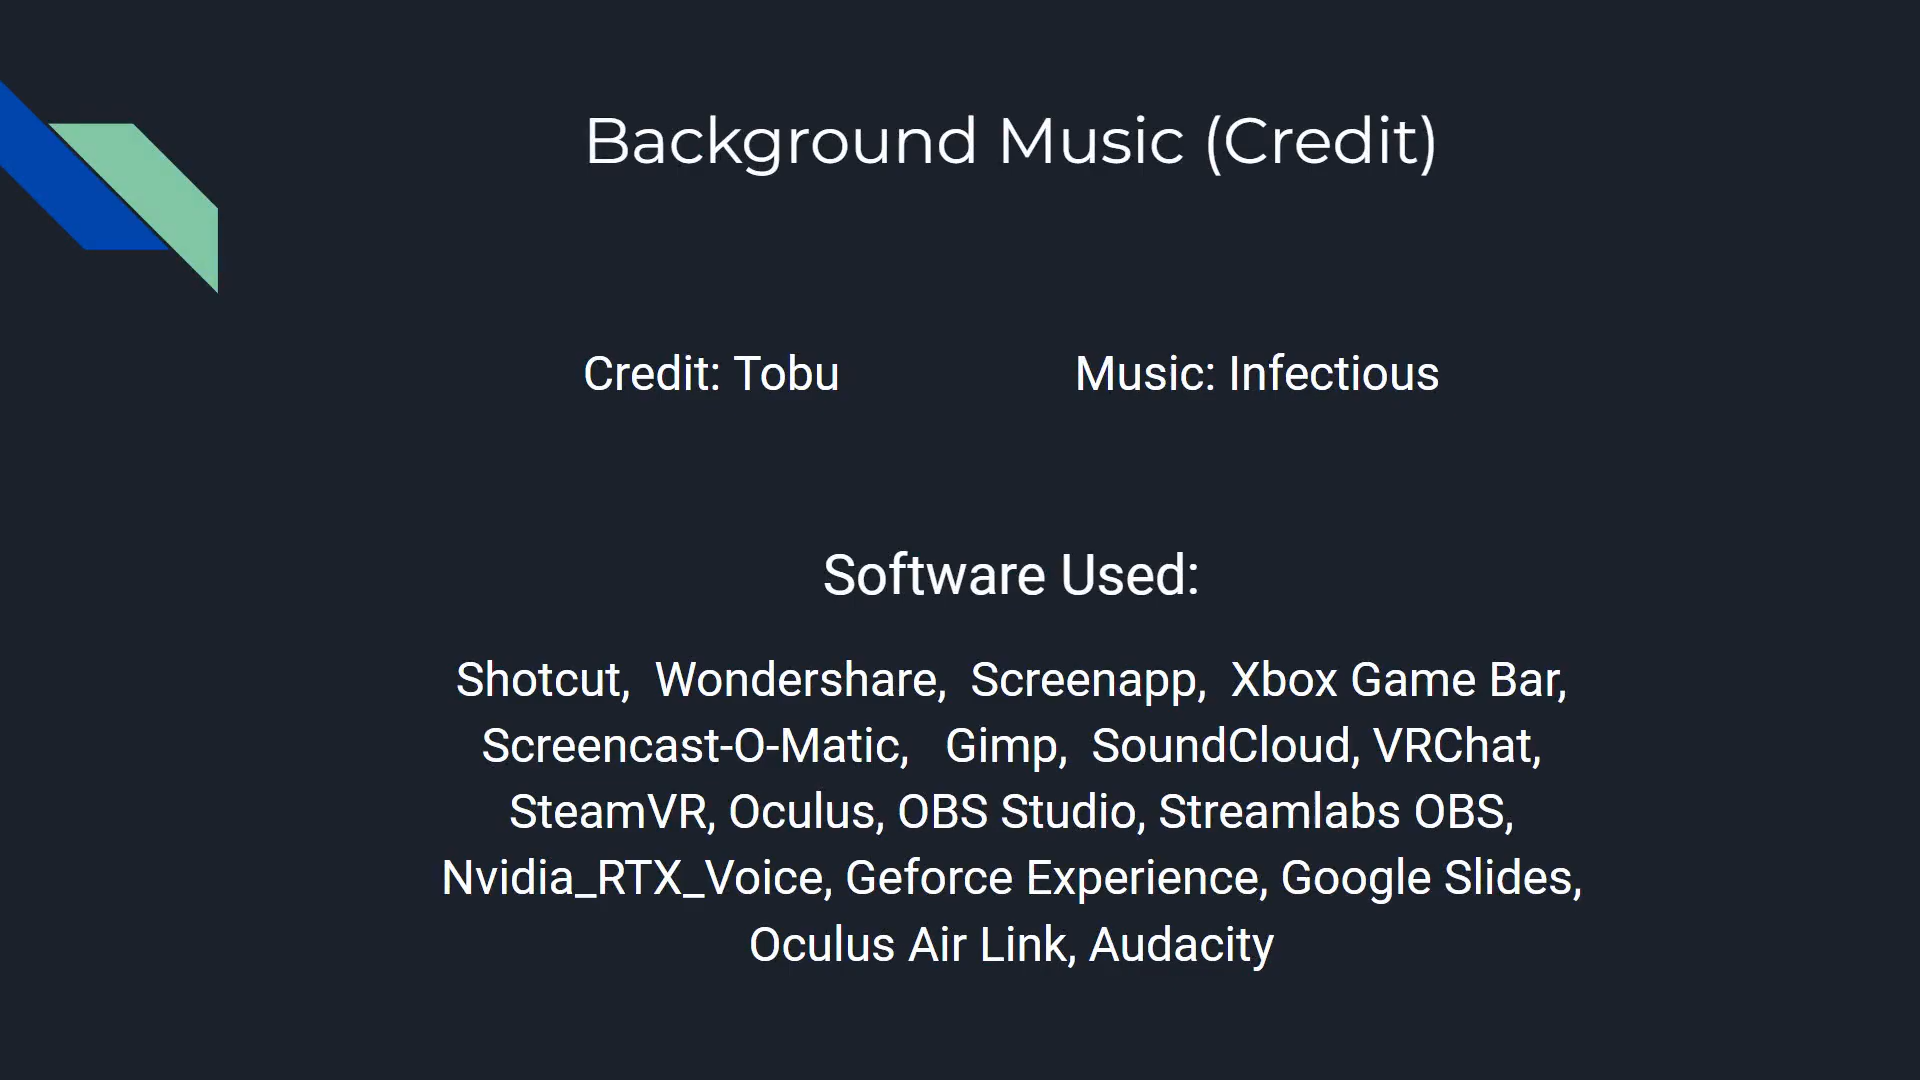 Background Music (Credit)
Credit: Tobu Music: Infectious
Software Used:
Shotcut, Wondershare, Screenapp, Xbox Game Bar,
Screencast-O-Matic, Gimp, SoundCloud, VRChat,
SteamVR, Oculus, OBS Studio, Streamlabs OBS,
Nvidia_RTX_Voice, Geforce Experience, Google Slides,
Oculus Air Link, Audacity